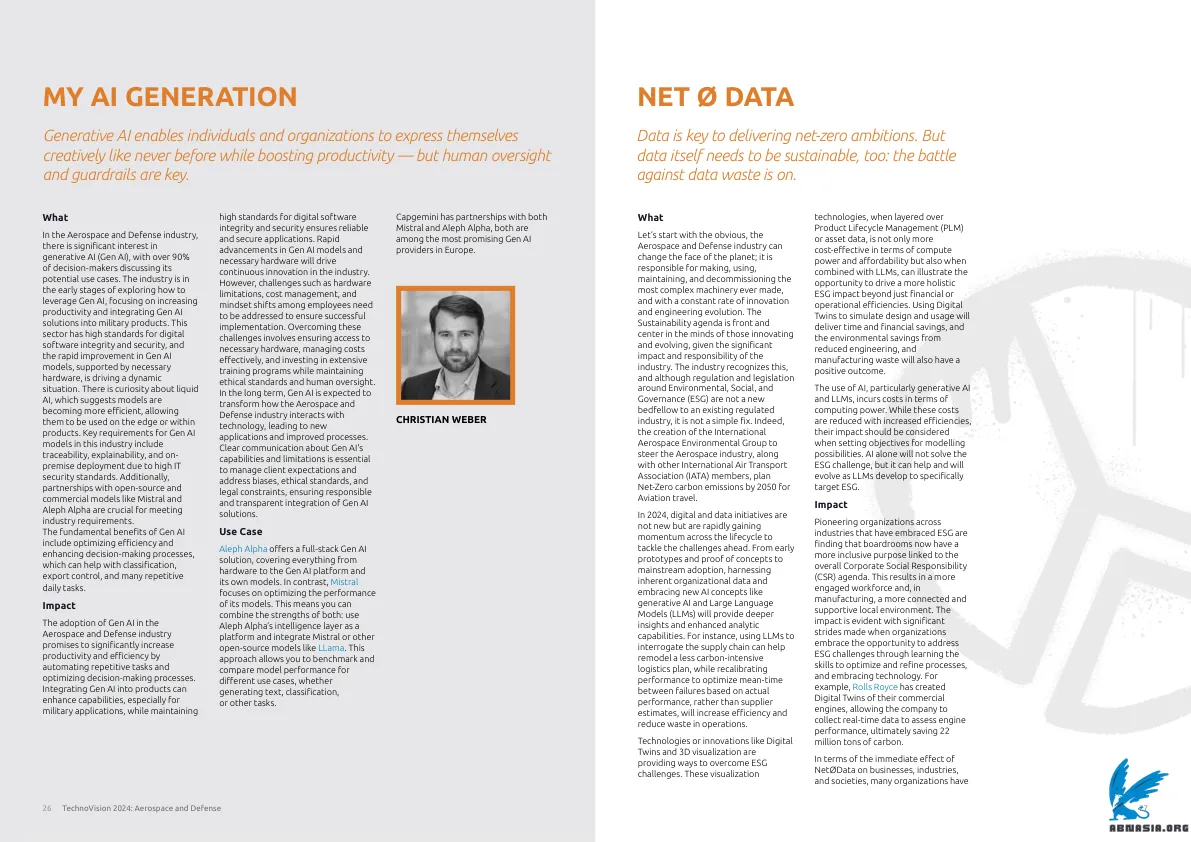 MY AI GENERATION
Generative AI enables individuals and organizations to express themselves
creatively like never before while boosting productivity — but human oversight
and guardrails are key.
What
In the Aerospace and Defense industry,
there is significant interest in
generative AI (Gen AI), with over 90%
of decision-makers discussing its
potential use cases. The industry is in
the early stages of exploring how to
leverage Gen AI, focusing on increasing
productivity and integrating Gen AI
solutions into military products. This
sector has high standards for digital
software integrity and security, and
the rapid improvement in Gen AI
models, supported by necessary
hardware, is driving a dynamic
situation. There is curiosity about liquid
AI, which suggests models are
becoming more efficient, allowing
them to be used on the edge or within
products. Key requirements for Gen AI
models in this industry include
traceability, explainability, and on-
premise deployment due to high IT
security standards. Additionally,
partnerships with open-source and
commercial models like Mistral and
Aleph Alpha are crucial for meeting
industry requirements.
The fundamental benefits of Gen AI
include optimizing efficiency and
enhancing decision-making processes,
which can help with classification,
export control, and many repetitive
daily tasks.
Impact
The adoption of Gen AI in the
Aerospace and Defense industry
promises to significantly increase
productivity and efficiency by
automating repetitive tasks and
optimizing decision-making processes.
Integrating Gen AI into products can
enhance capabilities, especially for
military applications, while maintaining
high standards for digital software
integrity and security ensures reliable
and secure applications. Rapid
advancements in Gen AI models and
necessary hardware will drive
continuous innovation in the industry.
However, challenges such as hardware
limitations, cost management, and
mindset shifts among employees need
to be addressed to ensure successful
implementation. Overcoming these
challenges involves ensuring access to
necessary hardware, managing costs
effectively, and investing in extensive
training programs while maintaining
ethical standards and human oversight.
In the long term, Gen AI is expected to
transform how the Aerospace and
Defense industry interacts with
technology, leading to new
applications and improved processes.
Clear communication about Gen AI's
capabilities and limitations is essential
to manage client expectations and
address biases, ethical standards, and
legal constraints, ensuring responsible
and transparent integration of Gen AI
solutions.
Use Case
Aleph Alpha offers a full-stack Gen AI
solution, covering everything from
hardware to the Gen AI platform and
its own models. In contrast, Mistral
focuses on optimizing the performance
of its models. This means you can
combine the strengths of both: use
Aleph Alpha's intelligence layer as a
platform and integrate Mistral or other
open-source models like LLama. This
approach allows you to benchmark and
compare model performance for
different use cases, whether
generating text, classification,
or other tasks.
Capgemini has partnerships with both
Mistral and Aleph Alpha, both are
among the most promising Gen AI
providers in Europe.
CHRISTIAN WEBER
26 TechnoVision 2024: Aerospace and Defense
NET Ø DATA
Data is key to delivering net-zero ambitions. But
data itself needs to be sustainable, too: the battle
against data waste is on.
What
Let's start with the obvious, the
Aerospace and Defense industry can
change the face of the planet; it is
responsible for making, using,
maintaining, and decommissioning the
most complex machinery ever made,
and with a constant rate of innovation
and engineering evolution. The
Sustainability agenda is front and
center in the minds of those innovating
and evolving, given the significant
impact and responsibility of the
industry. The industry recognizes this,
and although regulation and legislation
around Environmental, Social, and
Governance (ESG) are not a new
bedfellow to an existing regulated
industry, it is not a simple fix. Indeed,
the creation of the International
Aerospace Environmental Group to
steer the Aerospace industry, along
with other International Air Transport
Association (IATA) members, plan
Net-Zero carbon emissions by 2050 for
Aviation travel.
In 2024, digital and data initiatives are
not new but are rapidly gaining
momentum across the lifecycle to
tackle the challenges ahead. From early
prototypes and proof of concepts to
mainstream adoption, harnessing
inherent organizational data and
embracing new AI concepts like
generative AI and Large Language
Models (LLMs) will provide deeper
insights and enhanced analytic
capabilities. For instance, using LLMs to
interrogate the supply chain can help
remodel a less carbon-intensive
logistics plan, while recalibrating
performance to optimize mean-time
between failures based on actual
performance, rather than supplier
estimates, will increase efficiency and
reduce waste in operations.
Technologies or innovations like Digital
Twins and 3D visualization are
providing ways to overcome ESG
challenges. These visualization
technologies, when layered over
Product Lifecycle Management (PLM)
or asset data, is not only more
cost-effective in terms of compute
power and affordability but also when
combined with LLMs, can illustrate the
opportunity to drive a more holistic
ESG impact beyond just financial or
operational efficiencies. Using Digital
Twins to simulate design and usage will
deliver time and financial savings, and
the environmental savings from
reduced engineering, and
manufacturing waste will also have a
positive outcome.
The use of AI, particularly generative AI
and LLMs, incurs costs in terms of
computing power. While these costs
are reduced with increased efficiencies,
their impact should be considered
when setting objectives for modelling
possibilities. AI alone will not solve the
ESG challenge, but it can help and will
evolve as LLMs develop to specifically
target ESG.
Impact
Pioneering organizations across
industries that have embraced ESG are
finding that boardrooms now have a
more inclusive purpose linked to the
overall Corporate Social Responsibility
(CSR) agenda. This results in a more
engaged workforce and, in
manufacturing, a more connected and
supportive local environment. The
impact is evident with significant
strides made when organizations
embrace the opportunity to address
ESG challenges through learning the
skills to optimize and refine processes,
and embracing technology. For
example, Rolls Royce has created
Digital Twins of their commercial
engines, allowing the company to
collect real-time data to assess engine
performance, ultimately saving 22
million tons of carbon.
In terms of the immediate effect of
NetØData on businesses, industries,
and societies, many organizations have
ABNASIA.ORG